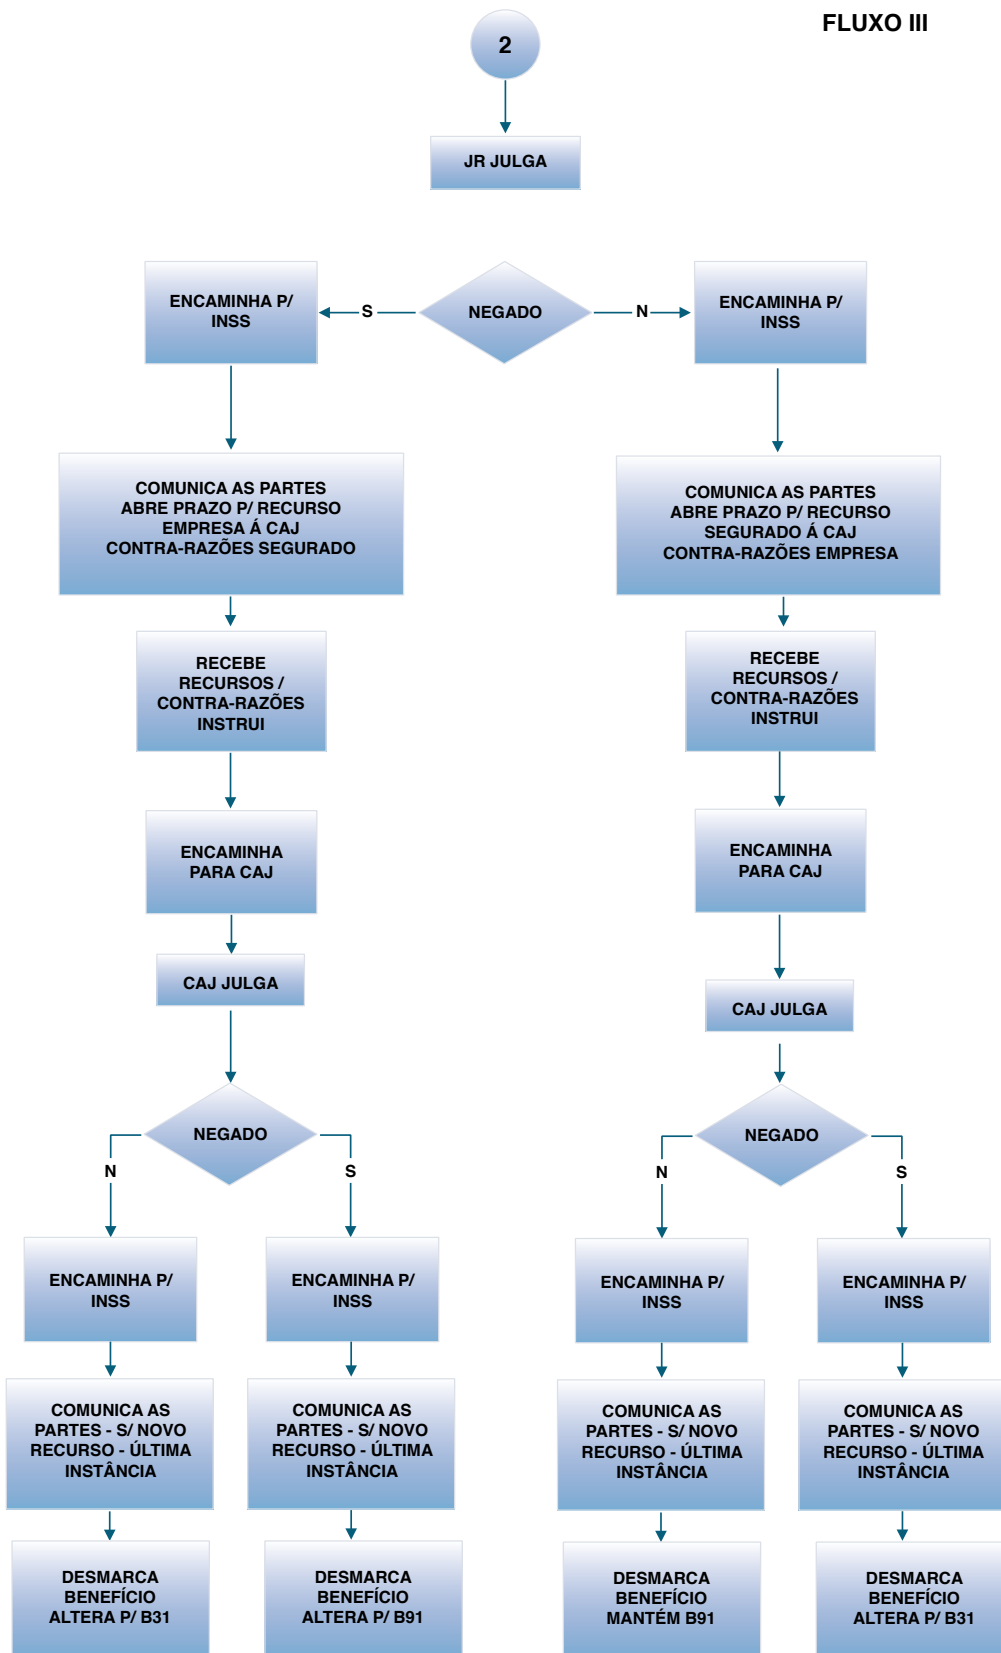 FLUXO III
2
JR JULGA
ENCAMINHA P/
INSS
S
NEGADO
N
ENCAMINHA P/
INSS
COMUNICA AS PARTES
ABRE PRAZO P/ RECURSO
EMPRESA Á CAJ
CONTRA-RAZÕES SEGURADO
COMUNICA AS PARTES
ABRE PRAZO P/ RECURSO
SEGURADO Á CAJ
CONTRA-RAZÕES EMPRESA
RECEBE
RECURSOS /
CONTRA-RAZÕES
INSTRUI
RECEBE
RECURSOS /
CONTRA-RAZÕES
INSTRUI
ENCAMINHA
PARA CAJ
ENCAMINHA
PARA CAJ
CAJ JULGA
CAJ JULGA
NEGADO
N
S
NEGADO
N
S
ENCAMINHA P/
INSS
ENCAMINHA P/
INSS
ENCAMINHA P/
INSS
ENCAMINHA P/
INSS
COMUNICA AS
PARTES - S/ NOVO
RECURSO - ÚLTIMA
INSTÂNCIA
COMUNICA AS
PARTES - S/ NOVO
RECURSO - ÚLTIMA
INSTÂNCIA
COMUNICA AS
PARTES - S/ NOVO
RECURSO - ÚLTIMA
INSTÂNCIA
COMUNICA AS
PARTES - S/ NOVO
RECURSO - ÚLTIMA
INSTÂNCIA
DESMARCA
BENEFÍCIO
ALTERA P/ B31
DESMARCA
BENEFÍCIO
ALTERA P/ B91
DESMARCA
BENEFÍCIO
MANTÉM B91
DESMARCA
BENEFÍCIO
ALTERA P/ B31